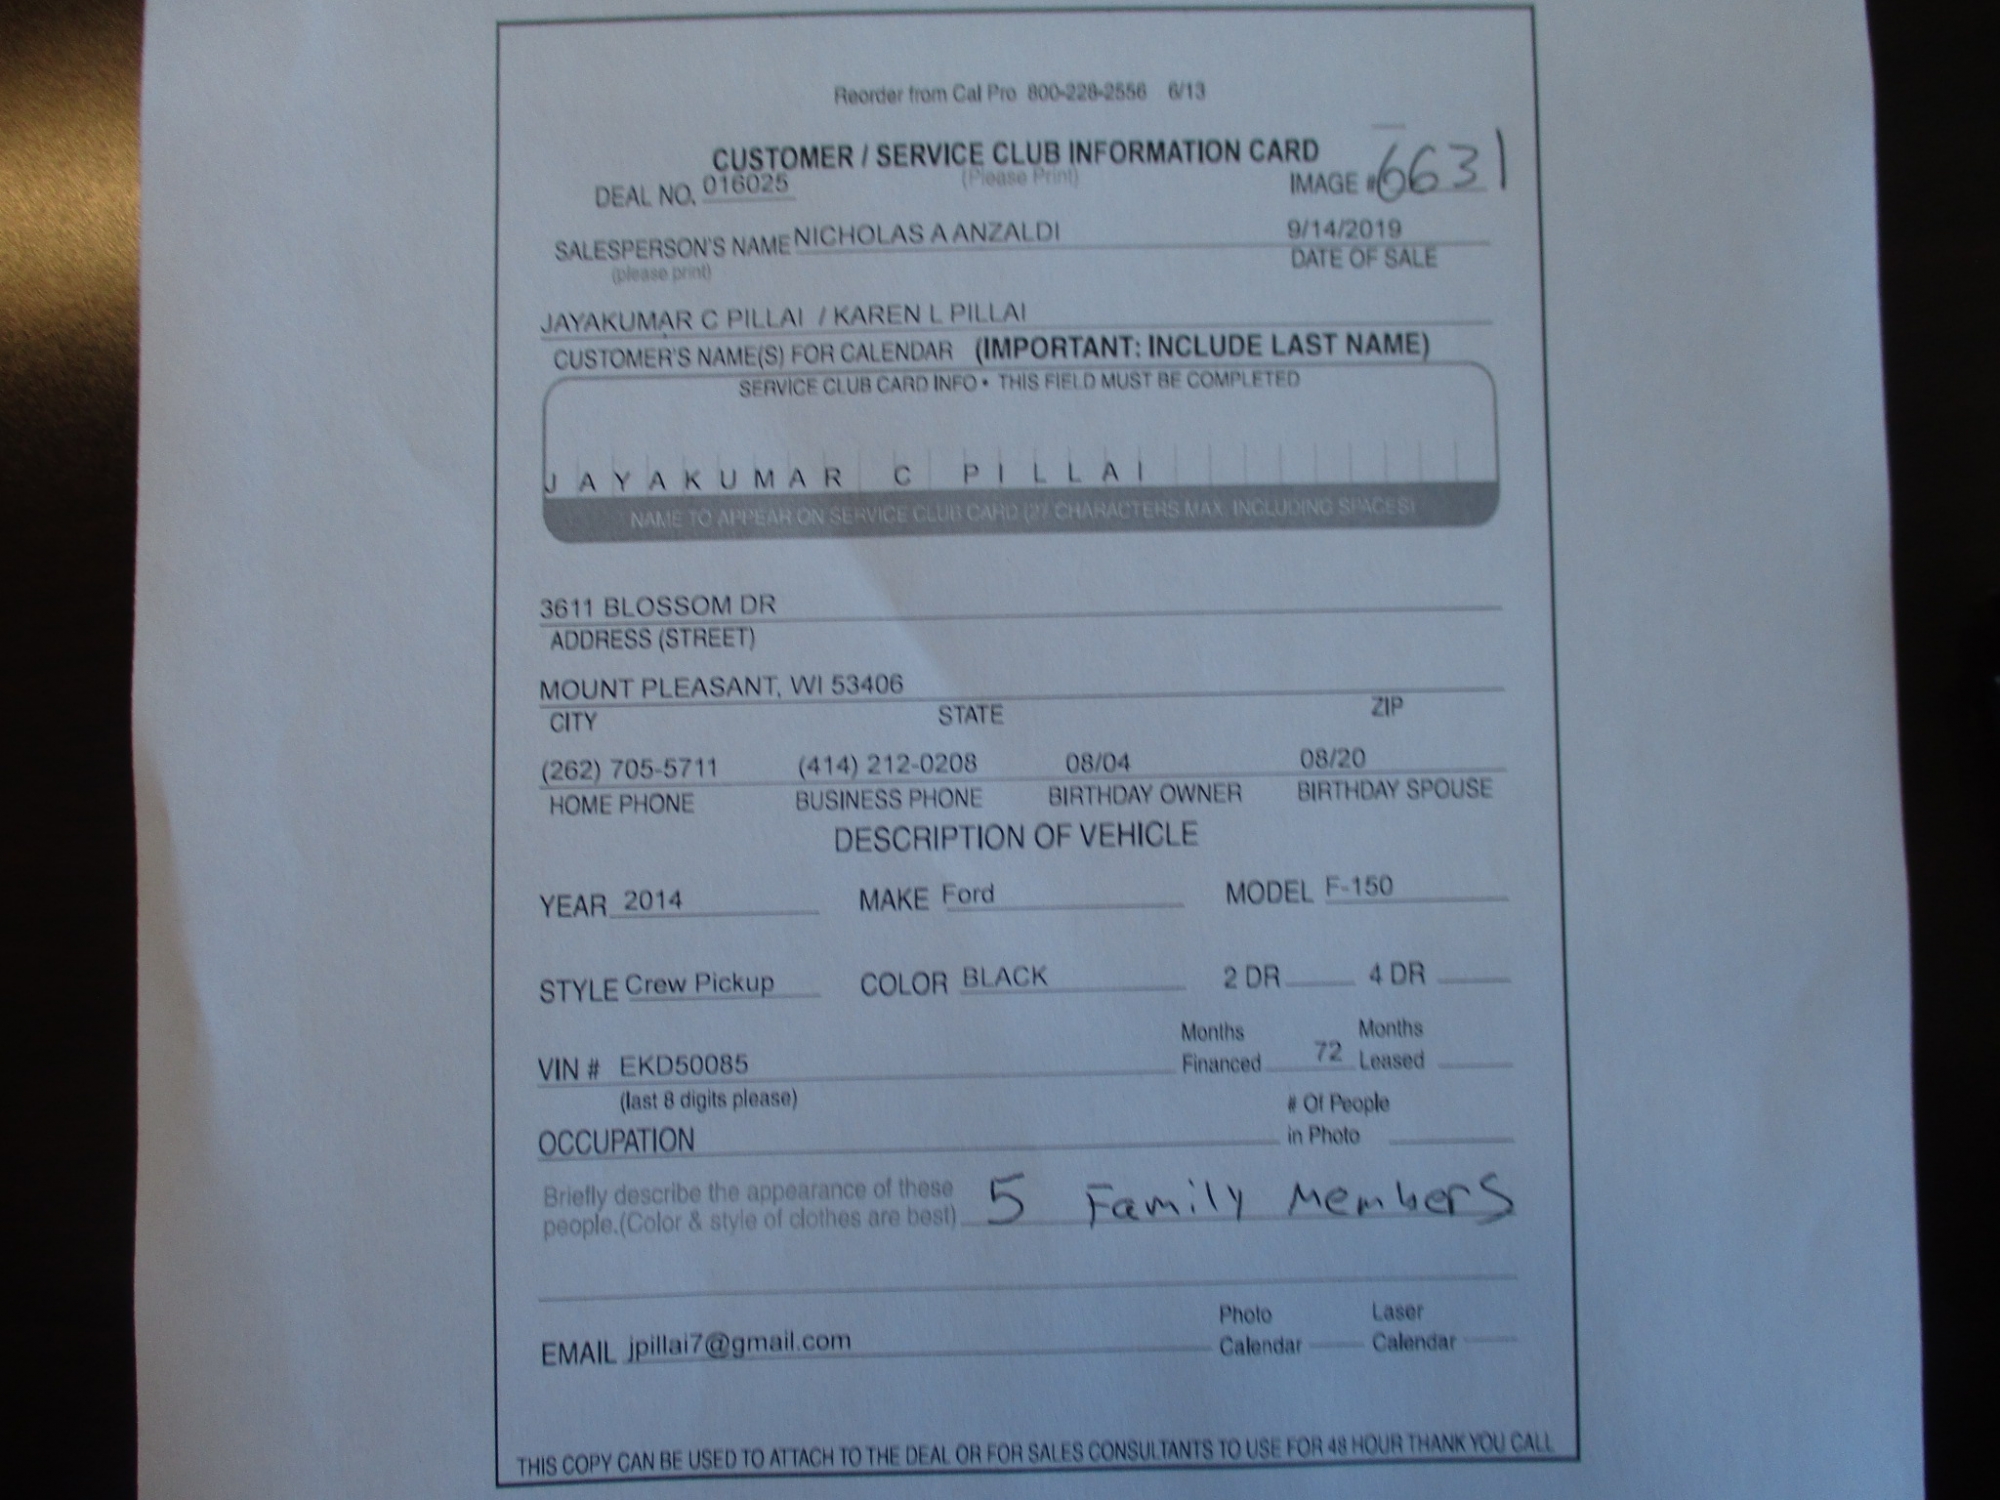 Reorder from Cal Pro 800-228-2556 6/13
CUSTOMER / SERVICE CLUB INFORMATION CARD
(Please Print)
DEAL NO. 016025 IMAGE # 6631
SALESPERSON'S NAME NICHOLAS A ANZALDI 9/14/2019
(please print) DATE OF SALE
JAYAKUMAR C PILLAI / KAREN L PILLAI
CUSTOMER'S NAME(S) FOR CALENDAR (IMPORTANT: INCLUDE LAST NAME)
SERVICE CLUB CARD INFO • THIS FIELD MUST BE COMPLETED
JAYAKUMAR C PILLAI
NAME TO APPEAR ON SERVICE CLUB CARD (27 CHARACTERS MAX. INCLUDING SPACES)
3611 BLOSSOM DR
ADDRESS (STREET)
MOUNT PLEASANT, WI 53406
CITY STATE ZIP
(262) 705-5711 (414) 212-0208 08/04 08/20
HOME PHONE BUSINESS PHONE BIRTHDAY OWNER BIRTHDAY SPOUSE
DESCRIPTION OF VEHICLE
YEAR 2014 MAKE Ford MODEL F-150
STYLE Crew Pickup COLOR BLACK 2 DR 4 DR
Months Months
VIN # EKD50085 Financed 72 Leased
(last 8 digits please) # Of People
OCCUPATION in Photo
Briefly describe the appearance of these
people.(Color & style of clothes are best) 5 Family Members
Photo Laser
EMAIL jpillai7@gmail.com Calendar Calendar
THIS COPY CAN BE USED TO ATTACH TO THE DEAL OR FOR SALES CONSULTANTS TO USE FOR 48 HOUR THANK YOU CALL